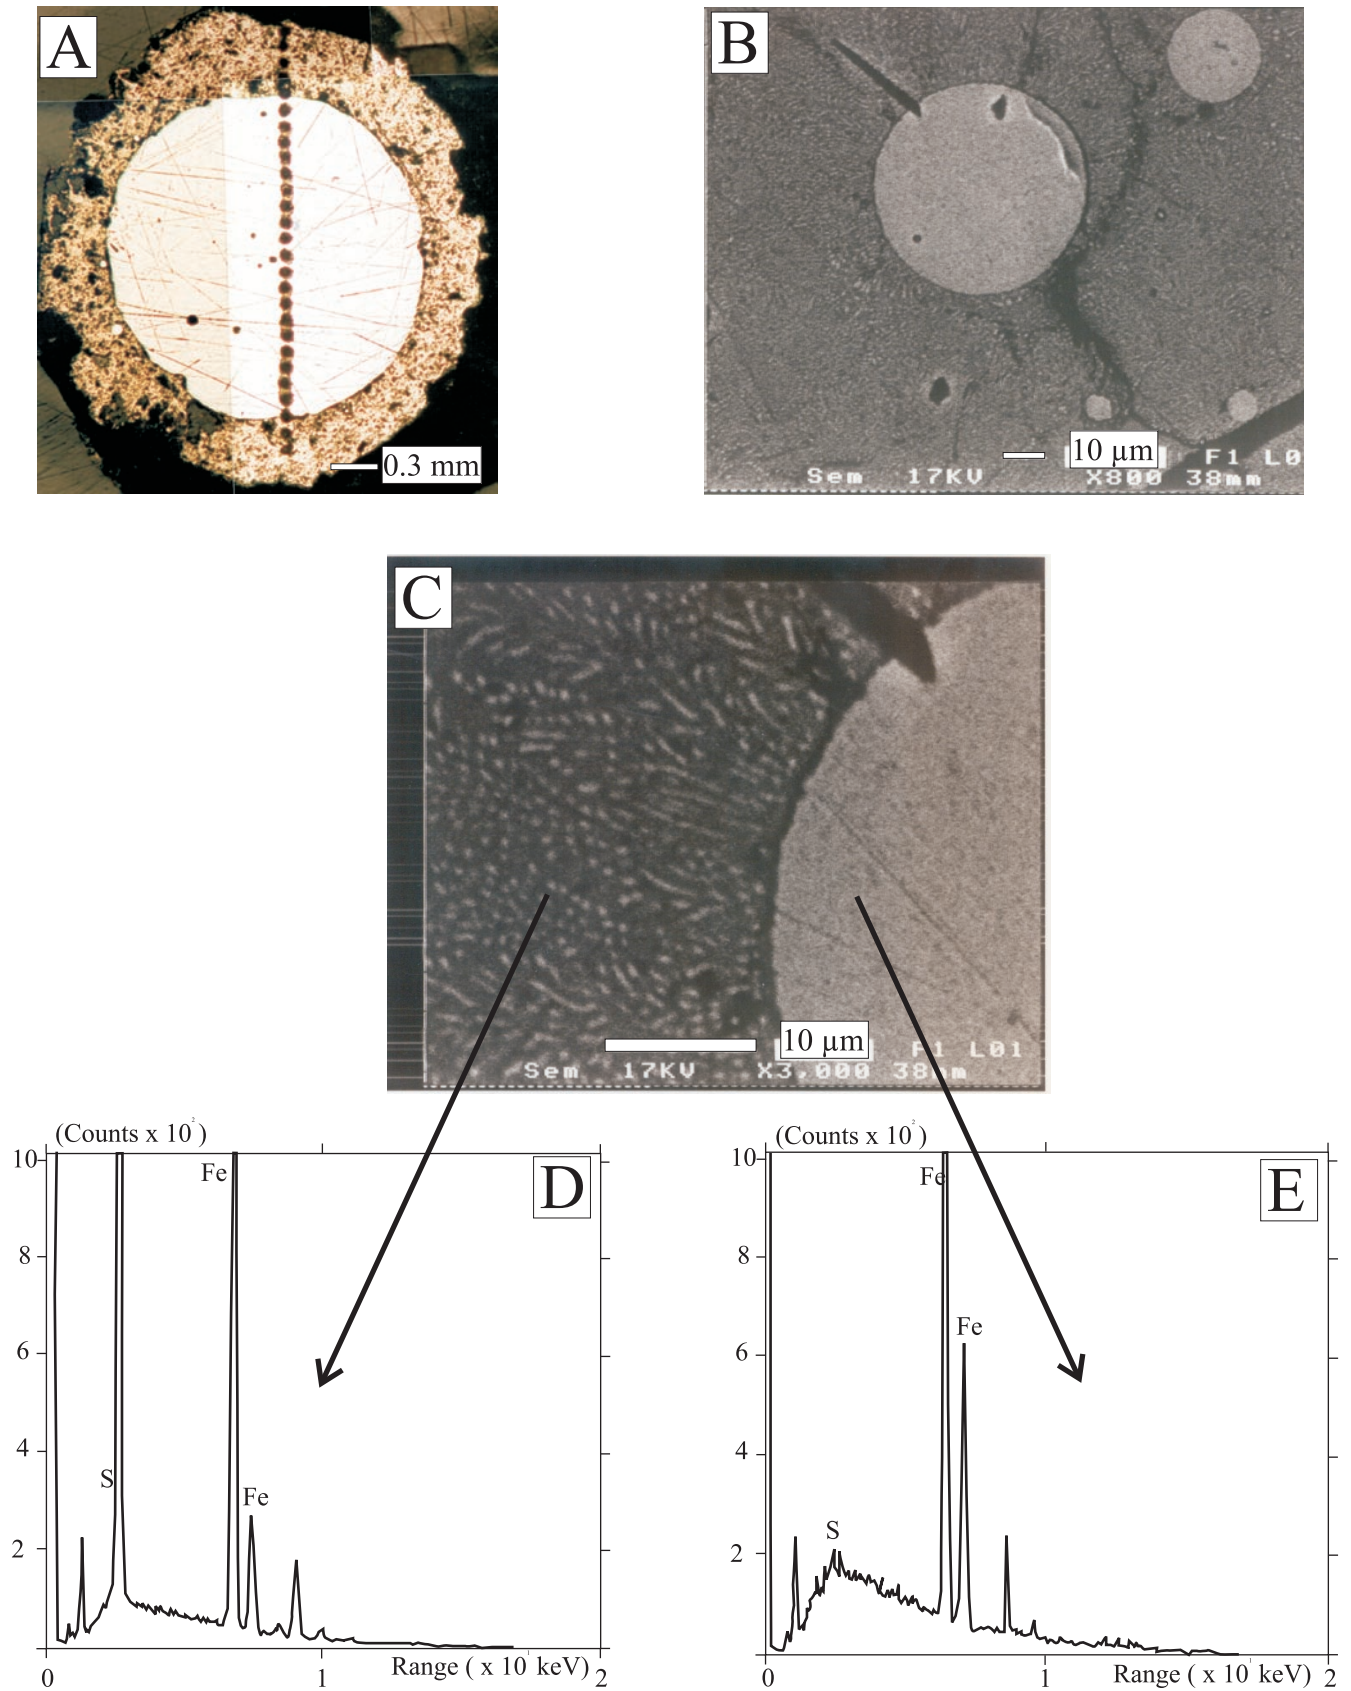 A
0.3 mm
B
10 µm
F1 L0
Sem 17KV X800 38mm
C
10 µm
F1 L01
Sem 17KV X3,000 38mm
(Counts x 10²)
10
8
6
4
2
0
1
2
Range ( x 10¹ keV)
S
Fe
Fe
D
(Counts x 10²)
10
8
6
4
2
0
1
2
Range ( x 10¹ keV)
S
Fe
Fe
E